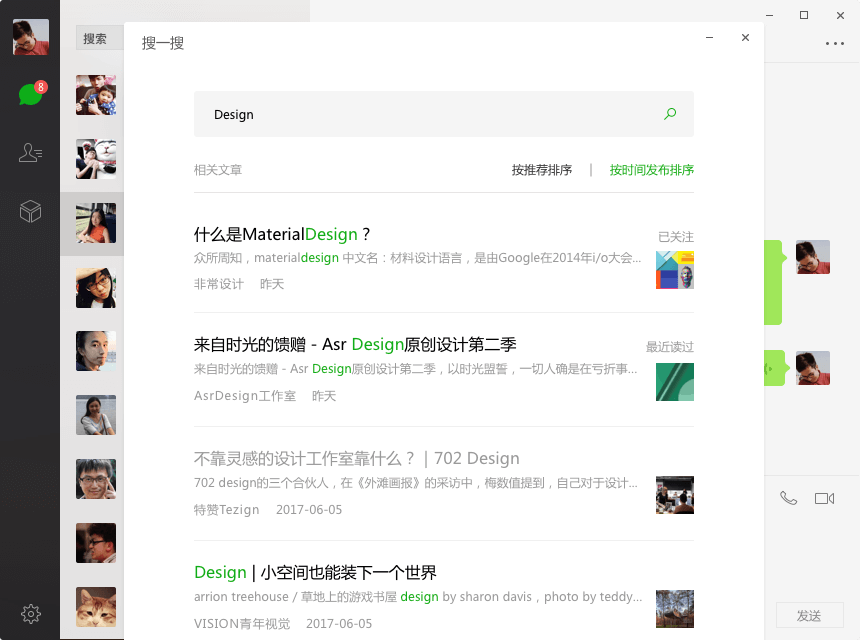 8
搜索
搜一搜
Design
相关文章
按推荐排序 | 按时间发布排序
什么是MaterialDesign？
已关注
众所周知，materialdesign 中文名：材料设计语言，是由Google在2014年i/o大会...
非常设计 昨天
来自时光的馈赠 - Asr Design原创设计第二季
最近读过
来自时光的馈赠 - Asr Design原创设计第二季，以时光盟誓，一切人确是在亏折事...
AsrDesign工作室 昨天
不靠灵感的设计工作室靠什么？ | 702 Design
702 design的三个合伙人，在《外滩画报》的采访中，梅数值提到，自己对于设计...
特赞Tezign 2017-06-05
Design | 小空间也能装下一个世界
arrion treehouse / 草地上的游戏书屋 design by sharon davis，photo by teddy...
VISION青年视觉 2017-06-05
发送